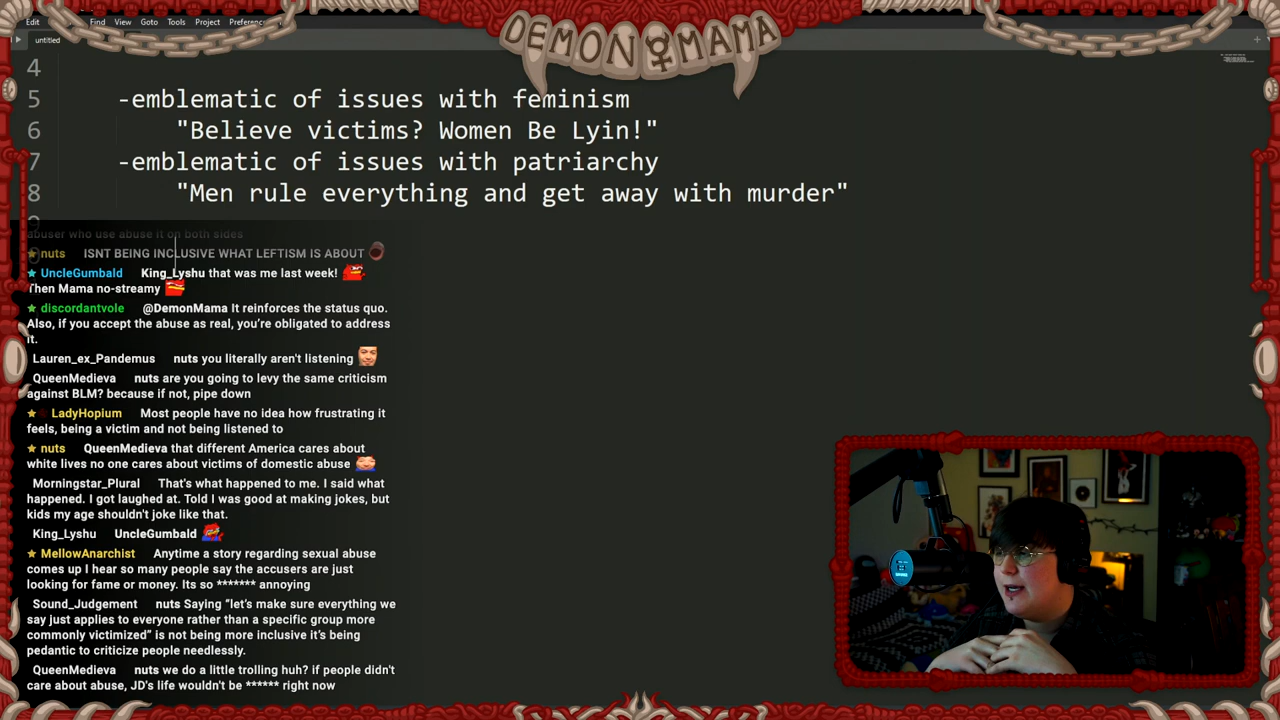 DEMON MAMA
Edit Find View Goto Tools Project
untitled
4
5 -emblematic of issues with feminism
6 "Believe victims? Women Be Lyin!"
7 -emblematic of issues with patriarchy
8 "Men rule everything and get away with murder"
abuser who use abuse it on both sides
nuts ISNT BEING INCLUSIVE WHAT LEFTISM IS ABOUT
UncleGumbald King_Lyshu that was me last week!
Then Mama no-streamy
discordantvole @DemonMama It reinforces the status quo.
Also, if you accept the abuse as real, you're obligated to address
it.
Lauren_ex_Pandemus nuts you literally aren't listening
QueenMedieva nuts are you going to levy the same criticism
against BLM? because if not, pipe down
LadyHopium Most people have no idea how frustrating it
feels, being a victim and not being listened to
nuts QueenMedieva that different America cares about
white lives no one cares about victims of domestic abuse
Morningstar_Plural That's what happened to me. I said what
happened. I got laughed at. Told I was good at making jokes, but
kids my age shouldn't joke like that.
King_Lyshu UncleGumbald
MellowAnarchist Anytime a story regarding sexual abuse
comes up I hear so many people say the accusers are just
looking for fame or money. Its so ******* annoying
Sound_Judgement nuts Saying “let's make sure everything we
say just applies to everyone rather than a specific group more
commonly victimized” is not being more inclusive it's being
pedantic to criticize people needlessly.
QueenMedieva nuts we do a little trolling huh? if people didn't
care about abuse, JD's life wouldn't be ****** right now